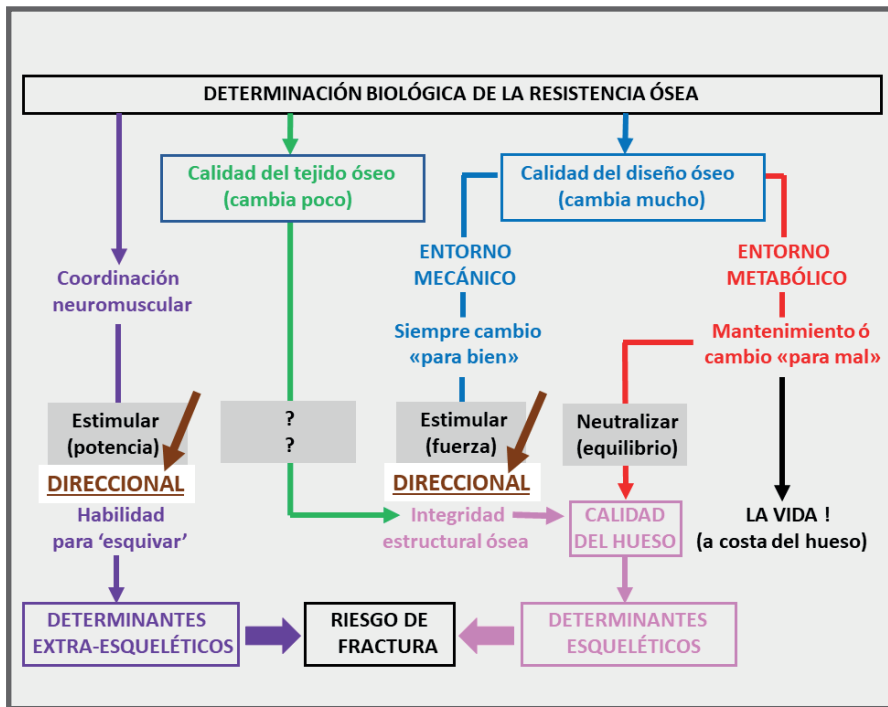 DETERMINACIÓN BIOLÓGICA DE LA RESISTENCIA ÓSEA
Calidad del tejido óseo
(cambia poco)
Calidad del diseño óseo
(cambia mucho)
Coordinación
neuromuscular
ENTORNO
MECÁNICO
ENTORNO
METABÓLICO
Siempre cambio
«para bien»
Mantenimiento ó
cambio «para mal»
Estimular
(potencia)
?
?
Estimular
(fuerza)
Neutralizar
(equilibrio)
DIRECCIONAL
DIRECCIONAL
Habilidad
para ‘esquivar’
Integridad
estructural ósea
CALIDAD
DEL HUESO
LA VIDA !
(a costa del hueso)
DETERMINANTES
EXTRA-ESQUELÉTICOS
RIESGO DE
FRACTURA
DETERMINANTES
ESQUELÉTICOS